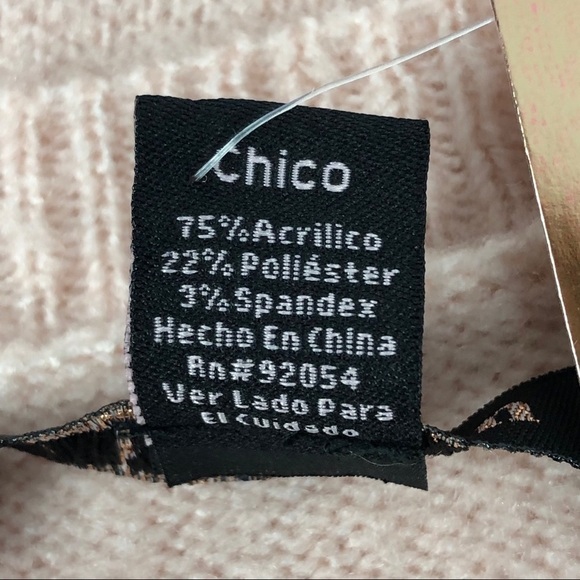 Chico
75%Acrilico
22%Poliéster
3%Spandex
Hecho En China
Rn#92054
Ver Lado Para
El Cuidado